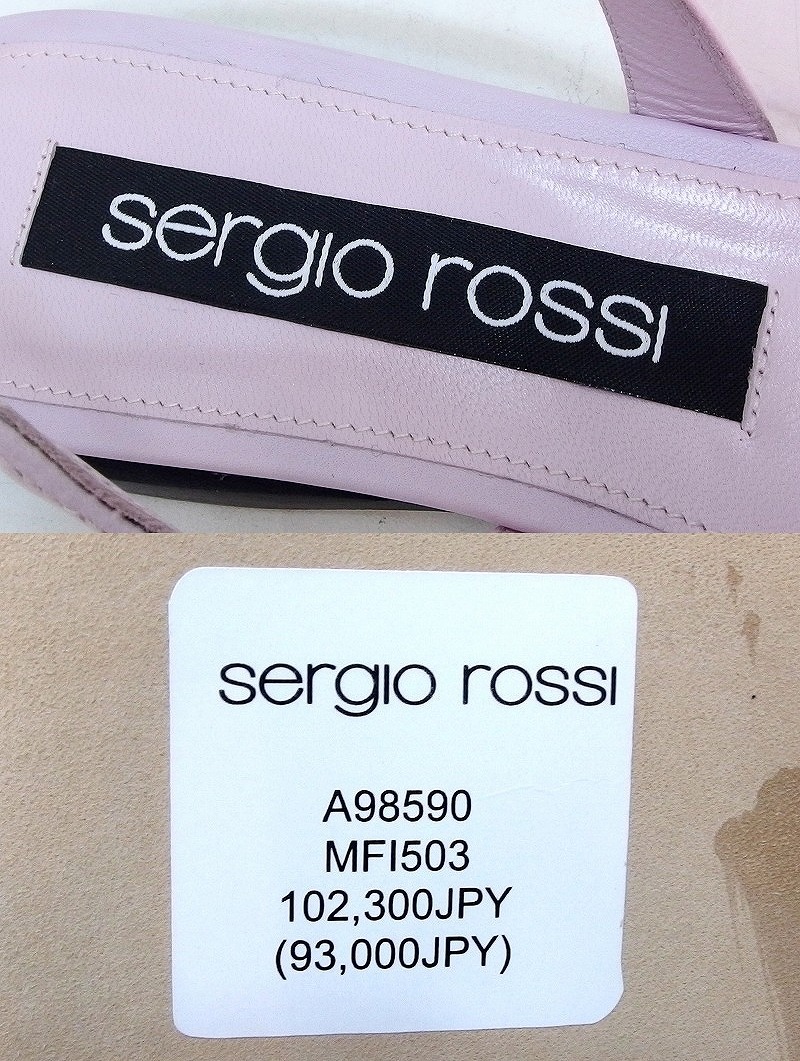 sergio rossi
sergio rossi
A98590
MFI503
102,300JPY
(93,000JPY)